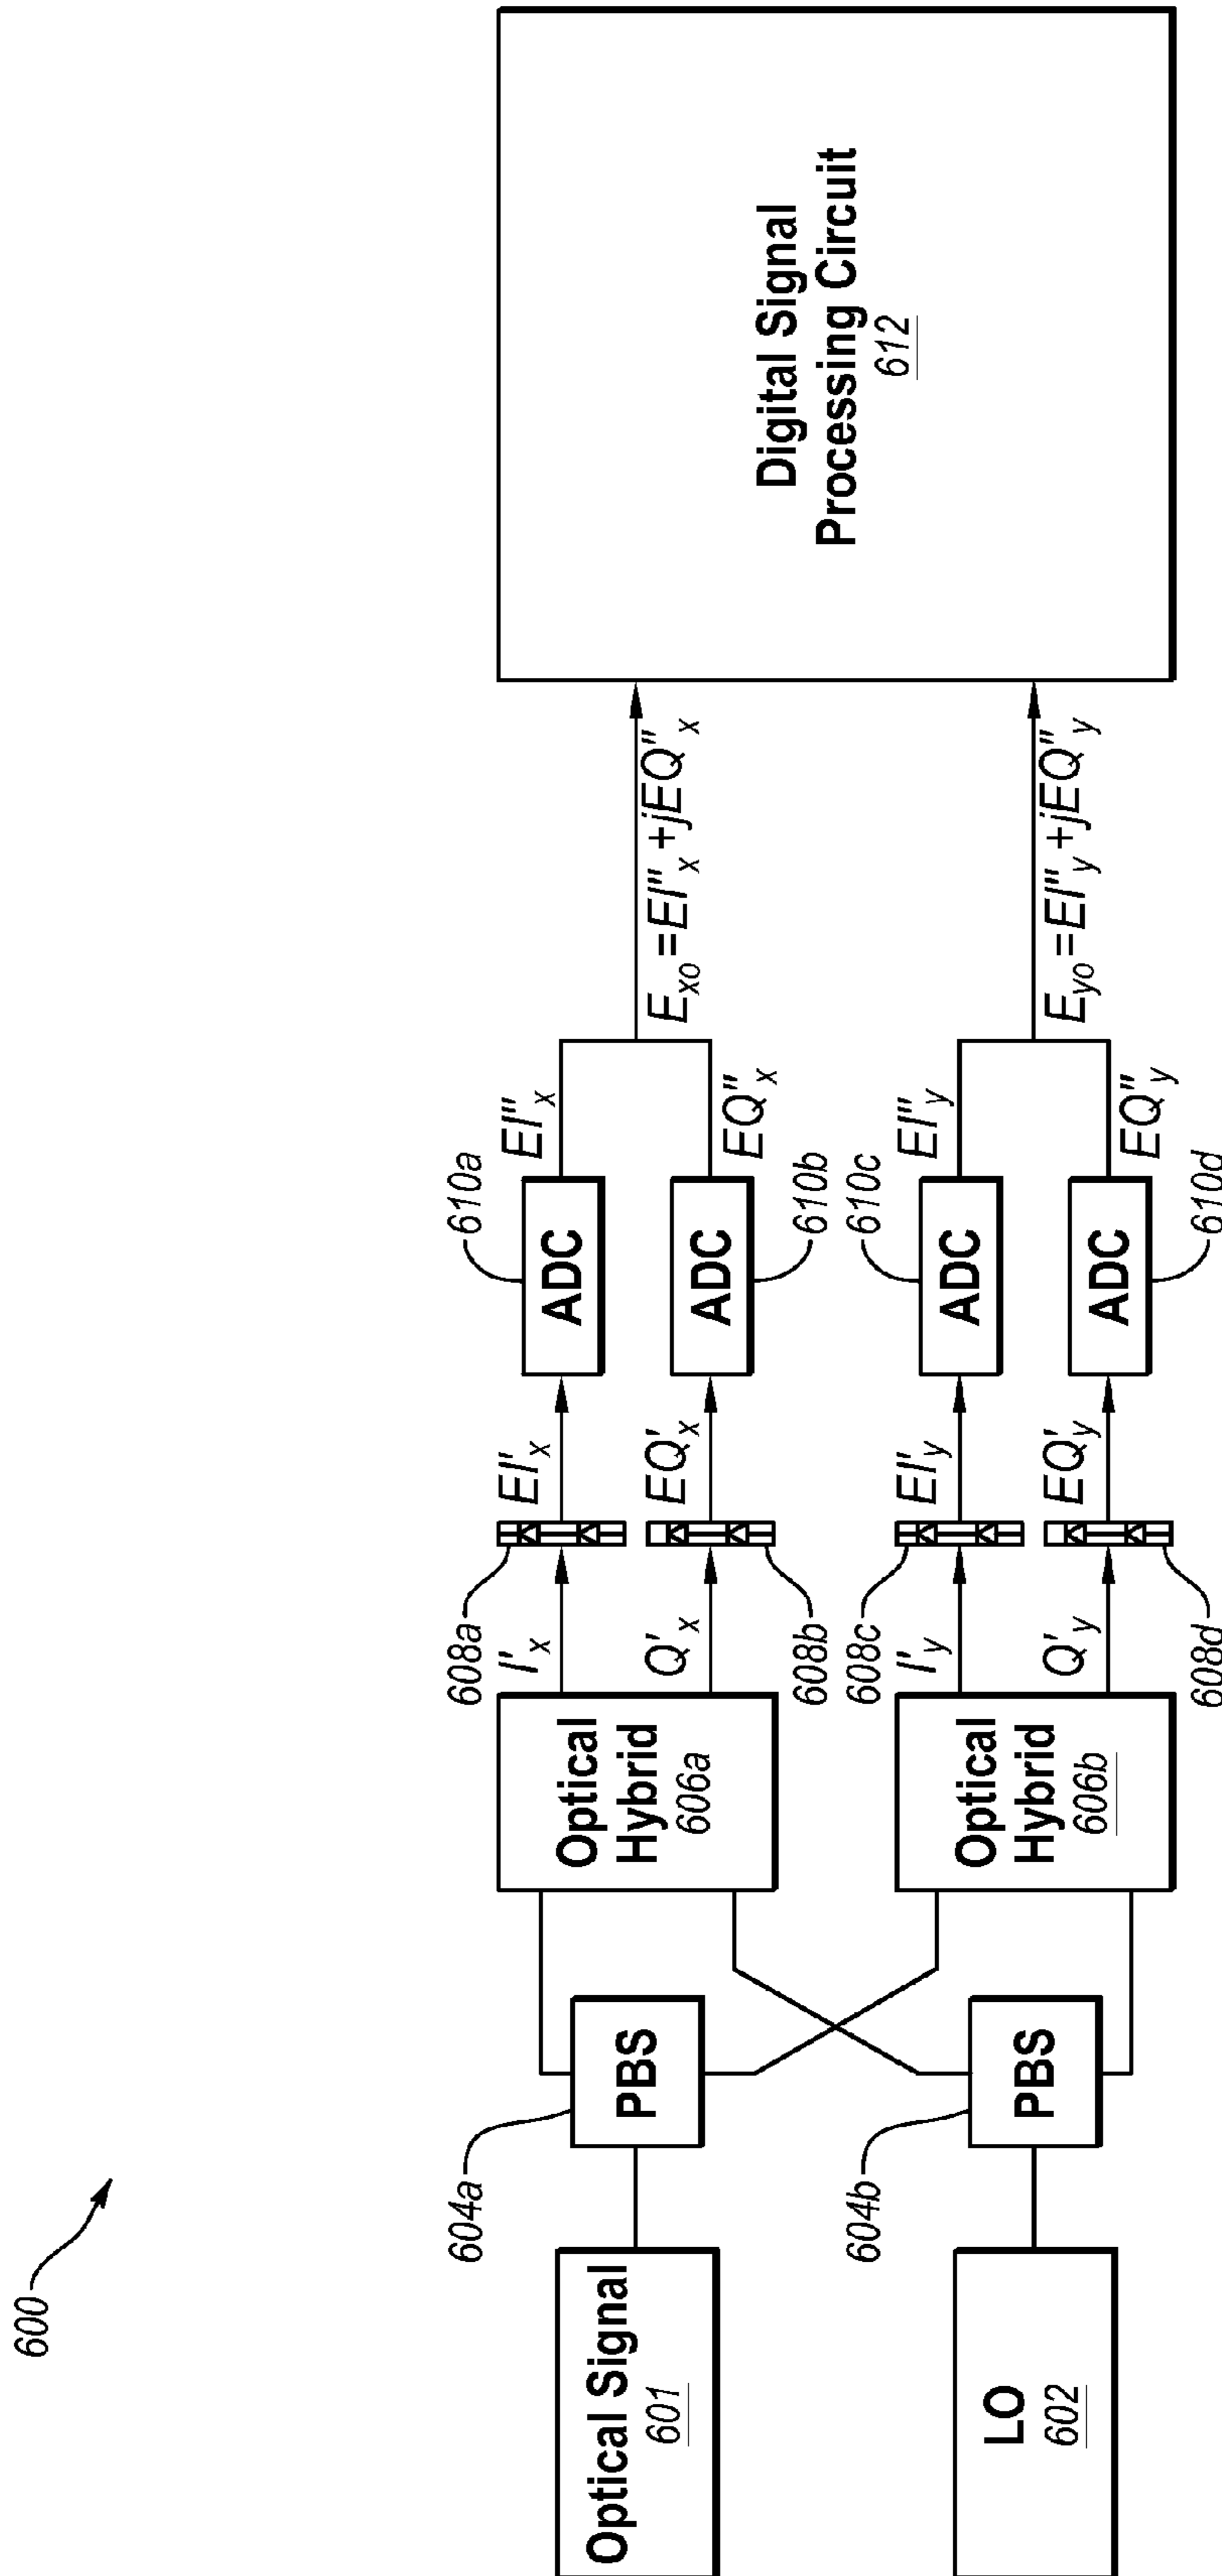 600
Optical Signal
601
LO
602
604a
PBS
604b
PBS
Optical
Hybrid
606a
Optical
Hybrid
606b
608a
I'x
Q'x
608b
608c
I'y
Q'y
608d
EI'x
EQ'x
EI'y
EQ'y
610a
ADC
ADC
610b
610c
ADC
ADC
610d
EI"x
EQ"x
EI"y
EQ"y
Exo=EI"x+jEQ"x
Eyo=EI"y+jEQ"y
Digital Signal
Processing Circuit
612